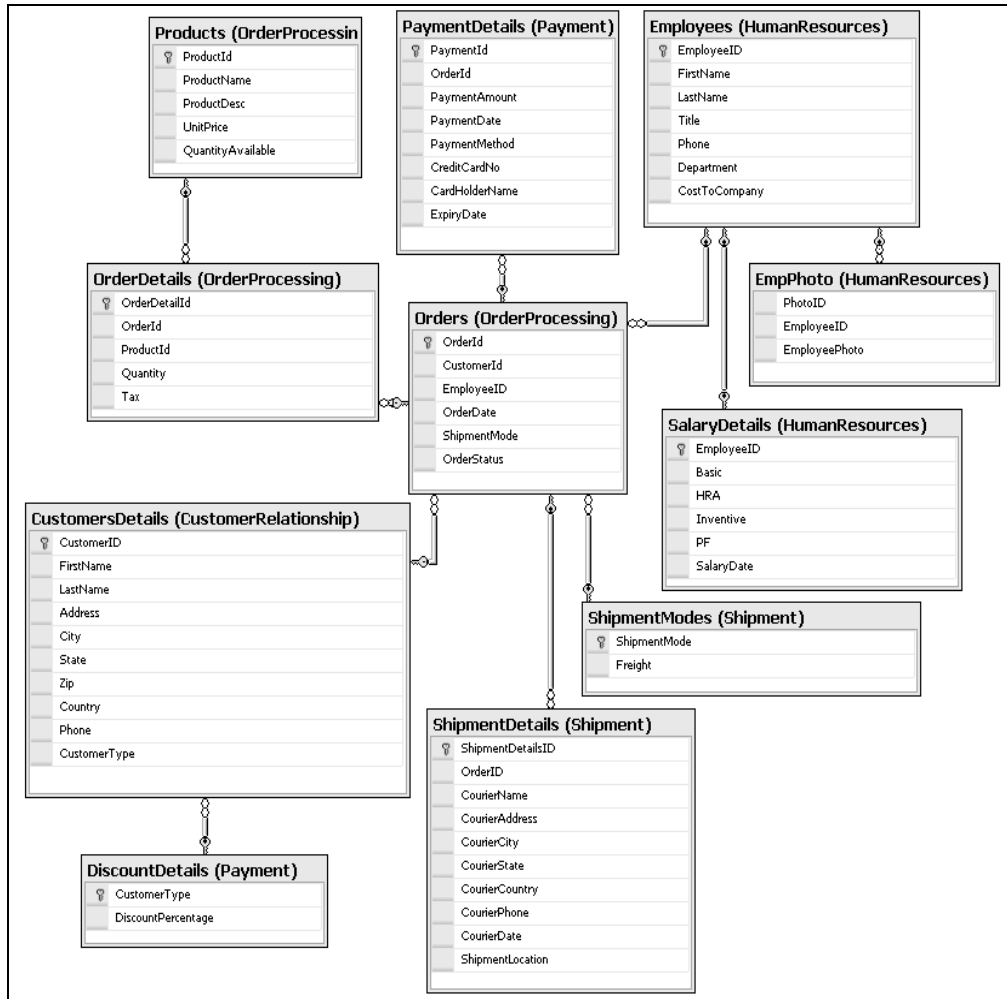 Products (OrderProcessin
ProductId
ProductName
ProductDesc
UnitPrice
QuantityAvailable
PaymentDetails (Payment)
PaymentId
OrderId
PaymentAmount
PaymentDate
PaymentMethod
CreditCardNo
CardHolderName
ExpiryDate
Employees (HumanResources)
EmployeeID
FirstName
LastName
Title
Phone
Department
CostToCompany
OrderDetails (OrderProcessing)
OrderDetailId
OrderId
ProductId
Quantity
Tax
Orders (OrderProcessing)
OrderId
CustomerId
EmployeeID
OrderDate
ShipmentMode
OrderStatus
EmpPhoto (HumanResources)
PhotoID
EmployeeID
EmployeePhoto
SalaryDetails (HumanResources)
EmployeeID
Basic
HRA
Inventive
PF
SalaryDate
CustomersDetails (CustomerRelationship)
CustomerID
FirstName
LastName
Address
City
State
Zip
Country
Phone
CustomerType
ShipmentModes (Shipment)
ShipmentMode
Freight
ShipmentDetails (Shipment)
ShipmentDetailsID
OrderID
CourierName
CourierAddress
CourierCity
CourierState
CourierCountry
CourierPhone
CourierDate
ShipmentLocation
DiscountDetails (Payment)
CustomerType
DiscountPercentage